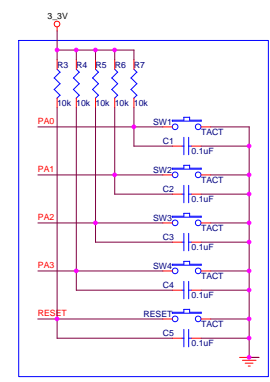 3_3V
R3 R4 R5 R6 R7
10k 10k 10k 10k 10k
PA0 SW1
TACT
C1
0.1uF
PA1 SW2
TACT
C2
0.1uF
PA2 SW3
TACT
C3
0.1uF
PA3 SW4
TACT
C4
0.1uF
RESET RESET
TACT
C5
0.1uF